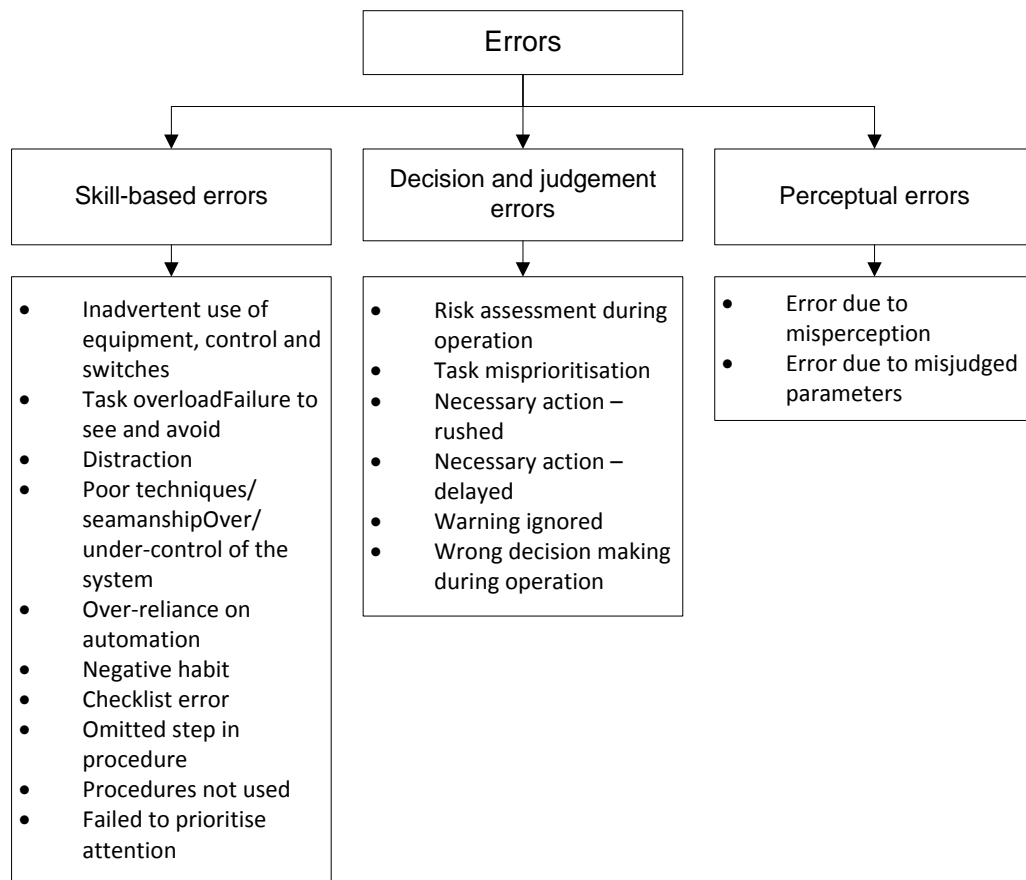 Errors
Skill-based errors
Decision and judgement
errors
Perceptual errors
• Inadvertent use of
equipment, control and
switches
• Task overloadFailure to
see and avoid
• Distraction
• Poor techniques/
seamanshipOver/
under-control of the
system
• Over-reliance on
automation
• Negative habit
• Checklist error
• Omitted step in
procedure
• Procedures not used
• Failed to prioritise
attention
• Risk assessment during
operation
• Task misprioritisation
• Necessary action –
rushed
• Necessary action –
delayed
• Warning ignored
• Wrong decision making
during operation
• Error due to
misperception
• Error due to misjudged
parameters